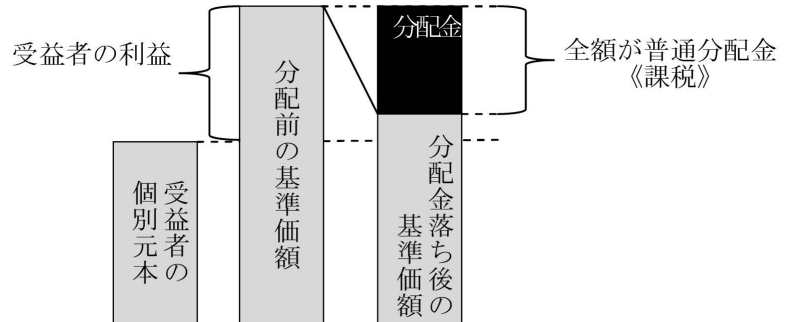 受益者の利益
分配金
全額が普通分配金
《課税》
分配前の基準価額
受益者の
個別元本
分配金落ち後の
基準価額